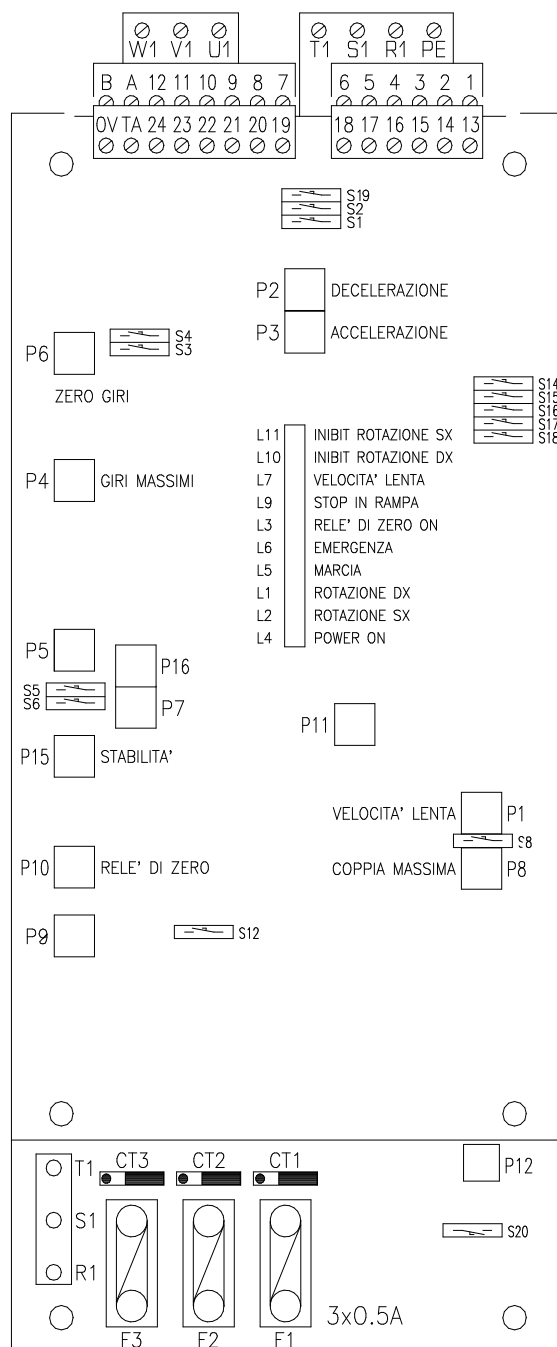 W1 V1 U1 T1 S1 R1 PE
B A 12 11 10 9 8 7 6 5 4 3 2 1
0V TA 24 23 22 21 20 19 18 17 16 15 14 13
S19
S2
S1
P2 DECELERAZIONE
P3 ACCELERAZIONE
P6
S4
S3
ZERO GIRI
S14
S15
S16
S17
S18
P4 GIRI MASSIMI
L11 INIBIT ROTAZIONE SX
L10 INIBIT ROTAZIONE DX
L7 VELOCITA' LENTA
L9 STOP IN RAMPA
L3 RELE' DI ZERO ON
L6 EMERGENZA
L5 MARCIA
L1 ROTAZIONE DX
L2 ROTAZIONE SX
L4 POWER ON
P5
P16
S5
S6
P7
P11
P15 STABILITA'
VELOCITA' LENTA P1
S8
COPPIA MASSIMA P8
P10 RELE' DI ZERO
P9
S12
T1
S1
R1
CT3 CT2 CT1
P12
S20
F3 F2 F1
3x0.5A